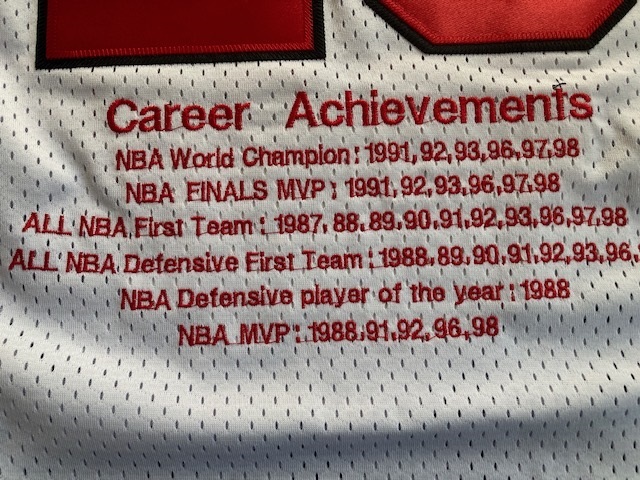 Career Achievements
NBA World Champion: 1991,92,93,96,97,98
NBA FINALS MVP: 1991,92,93,96,97,98
ALL NBA First Team: 1987,88,89,90,91,92,93,96,97,98
ALL NBA Defensive First Team: 1988,89,90,91,92,93,96,
NBA Defensive player of the year: 1988
NBA MVP: 1988,91,92,96,98